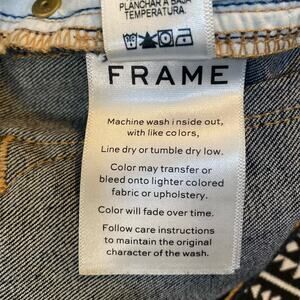 PLANCHAR A BAJA
TEMPERATURA.
FRAME
Machine wash inside out,
with like colors,
Line dry or tumble dry low.
Color may transfer or
bleed onto lighter colored
fabric or upholstery.
Color will fade over time.
Follow care instructions
to maintain the original
character of the wash.